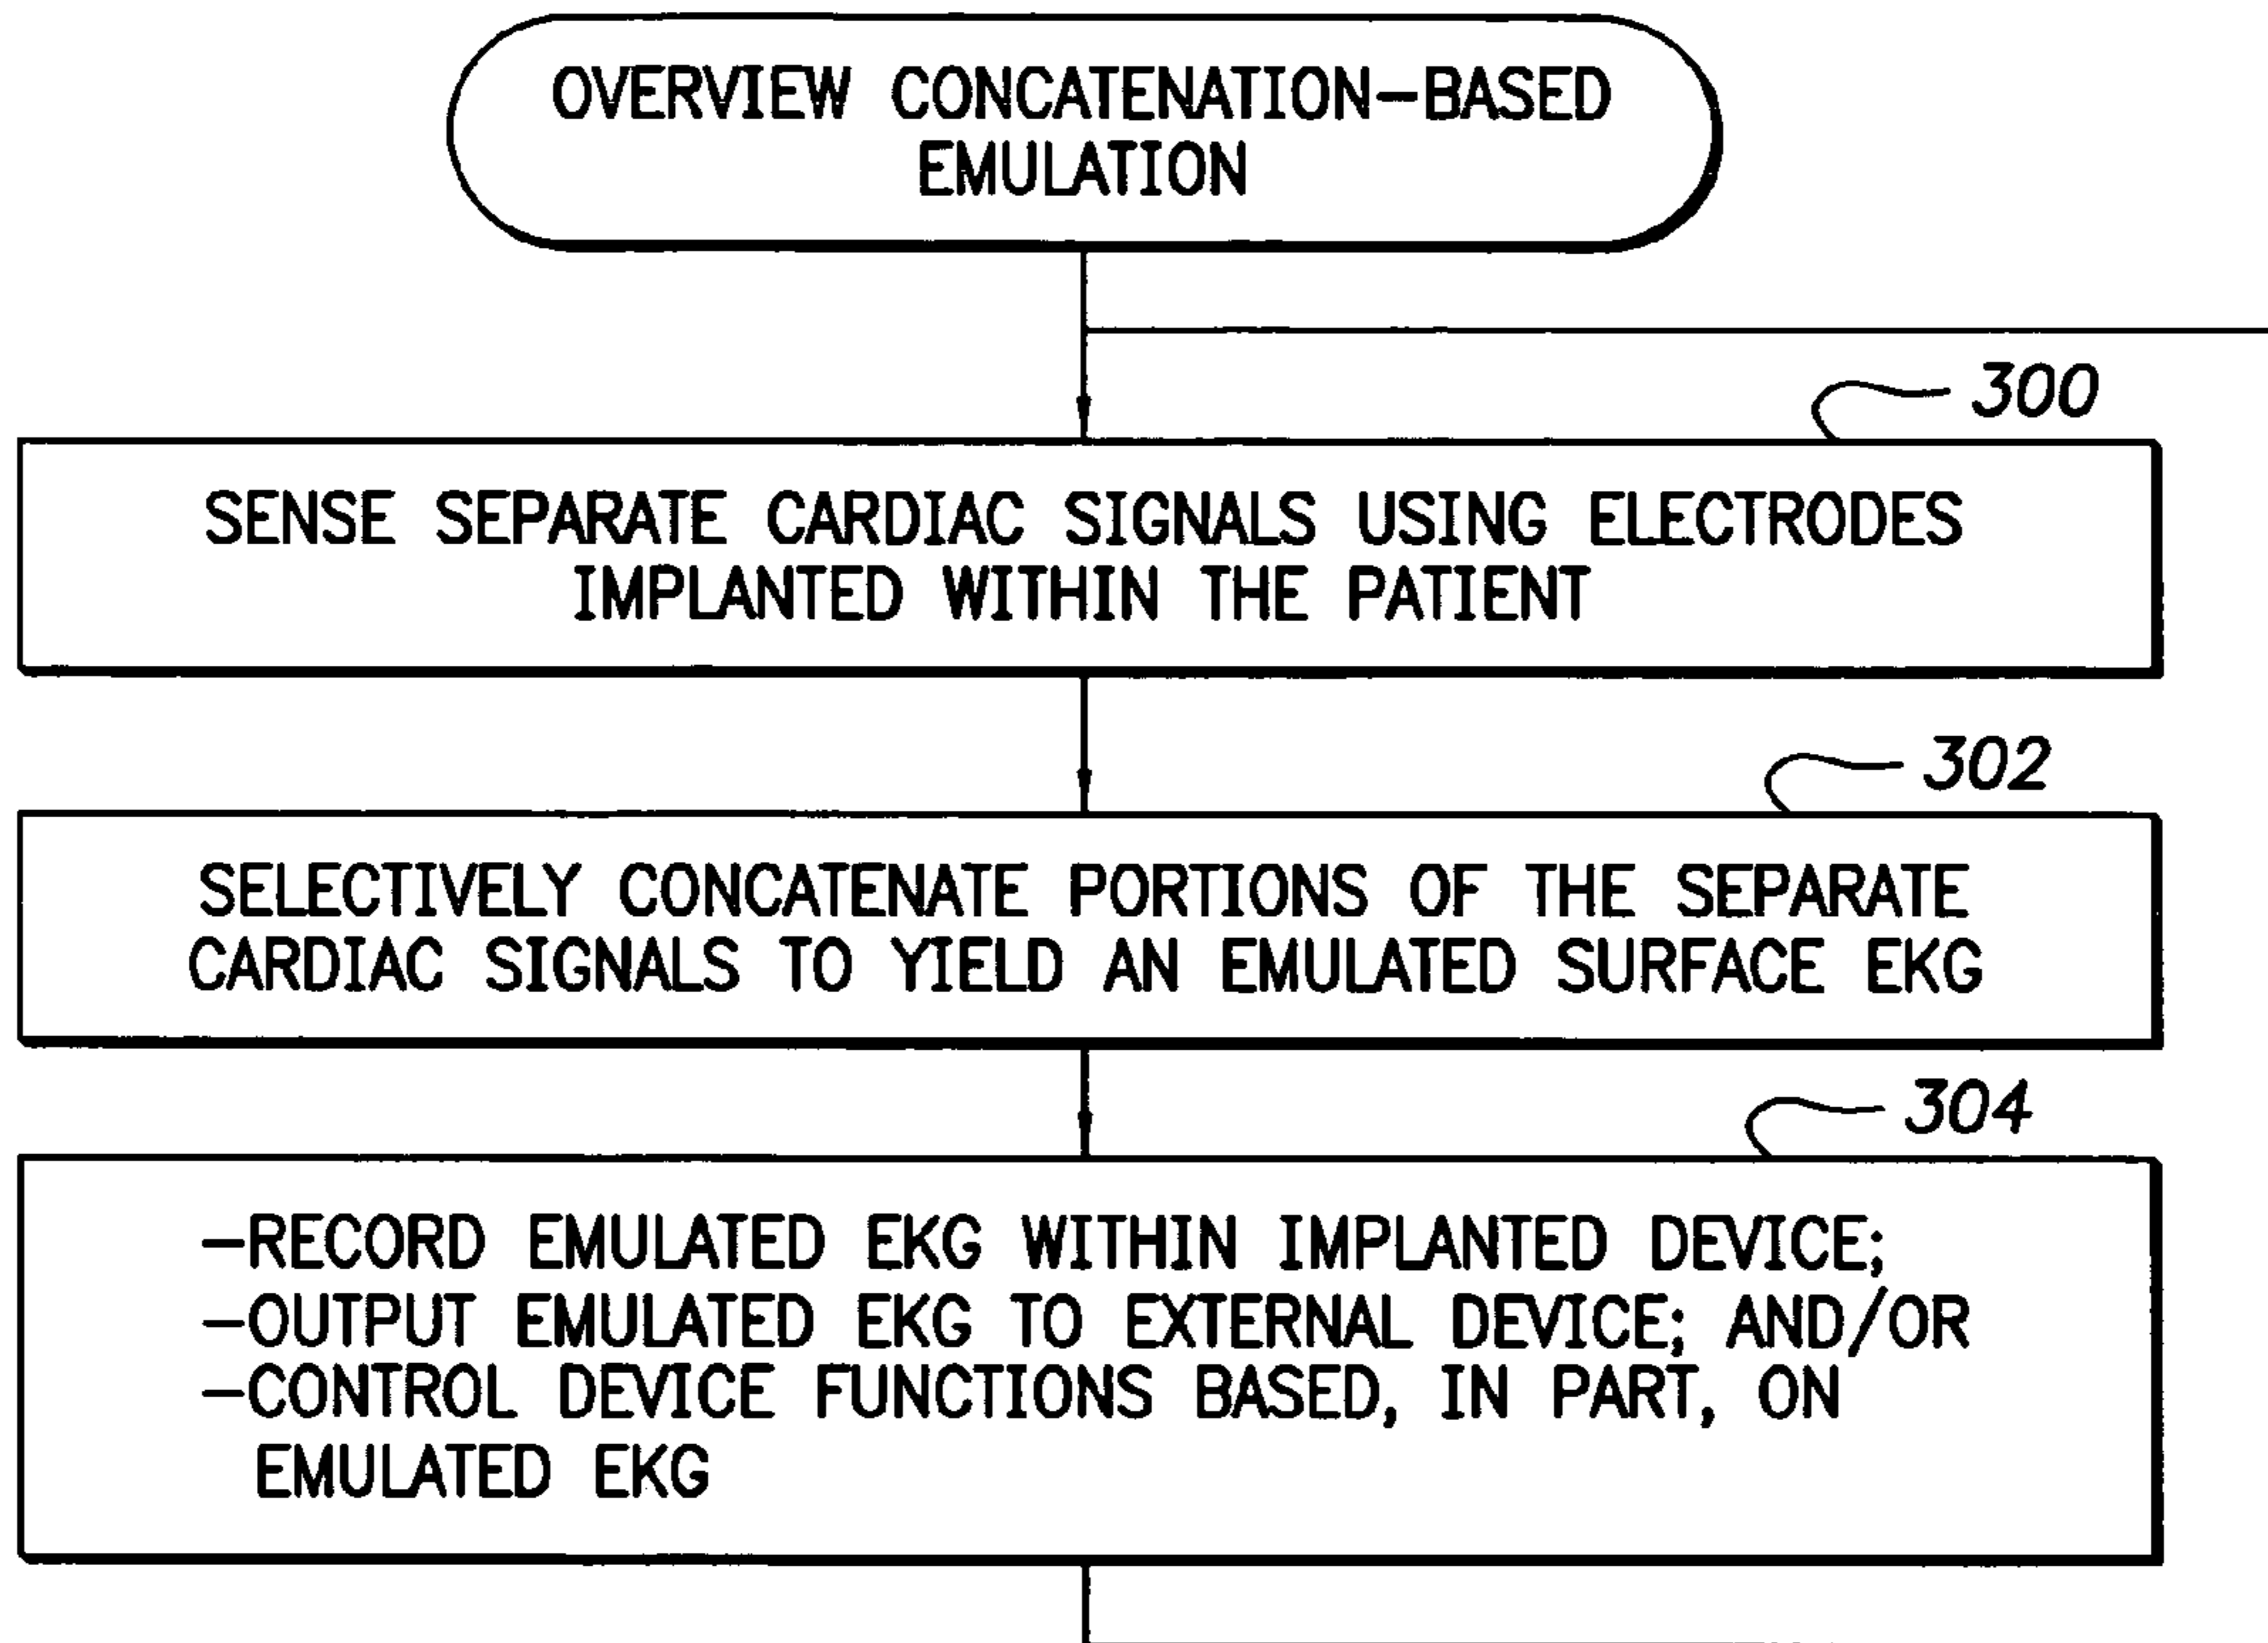 OVERVIEW CONCATENATION-BASED
EMULATION
300
SENSE SEPARATE CARDIAC SIGNALS USING ELECTRODES
IMPLANTED WITHIN THE PATIENT
302
SELECTIVELY CONCATENATE PORTIONS OF THE SEPARATE
CARDIAC SIGNALS TO YIELD AN EMULATED SURFACE EKG
304
-RECORD EMULATED EKG WITHIN IMPLANTED DEVICE;
-OUTPUT EMULATED EKG TO EXTERNAL DEVICE; AND/OR
-CONTROL DEVICE FUNCTIONS BASED, IN PART, ON
EMULATED EKG